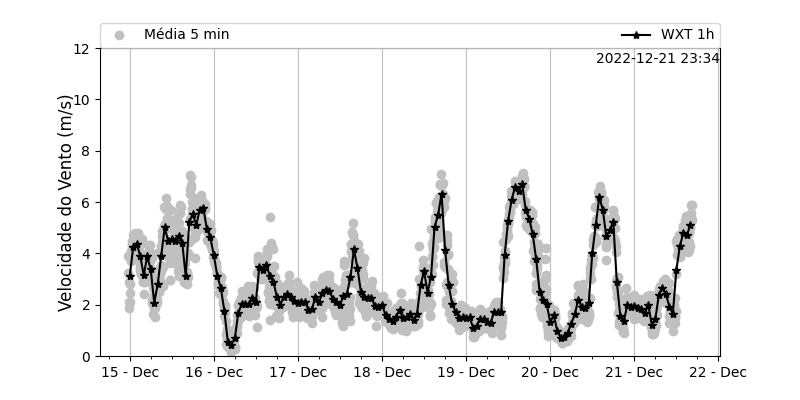 Média 5 min
WXT 1h
2022-12-21 23:34
Velocidade do Vento (m/s)
12
10
8
6
4
2
0
15 - Dec
16 - Dec
17 - Dec
18 - Dec
19 - Dec
20 - Dec
21 - Dec
22 - Dec